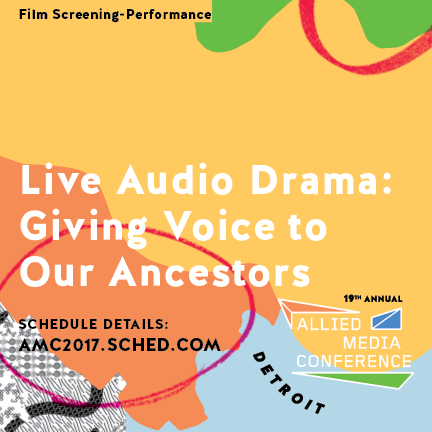 Film Screening-Performance
Live Audio Drama:
Giving Voice to
Our Ancestors
SCHEDULE DETAILS:
AMC2017.SCHED.COM
19TH ANNUAL
ALLIED
MEDIA
CONFERENCE
DETROIT